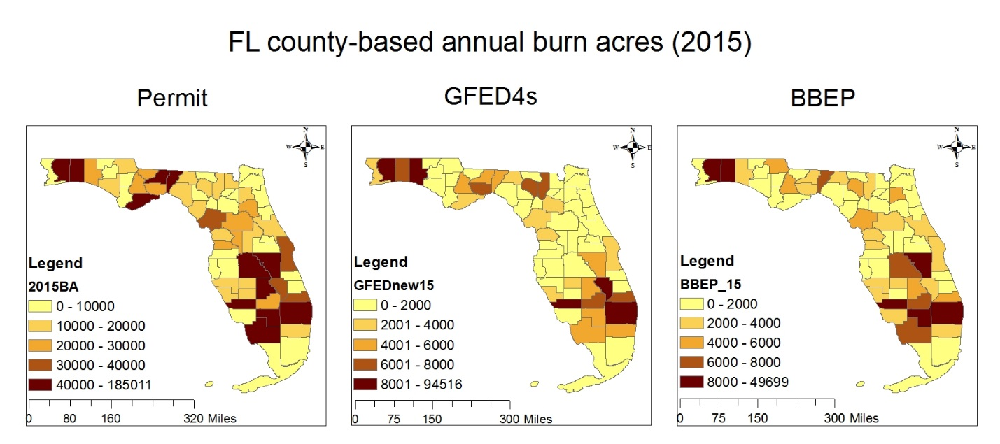 FL county-based annual burn acres (2015)
Permit
GFED4s
BBEP
N
W E
S
Legend
2015BA
0 - 10000
10000 - 20000
20000 - 30000
30000 - 40000
40000 - 185011
0 80 160 320 Miles
N
W E
S
Legend
GFEDnew15
0 - 2000
2001 - 4000
4001 - 6000
6001 - 8000
8001 - 94516
0 75 150 300 Miles
N
W E
S
Legend
BBEP_15
0 - 2000
2000 - 4000
4000 - 6000
6000 - 8000
8000 - 49699
0 75 150 300 Miles